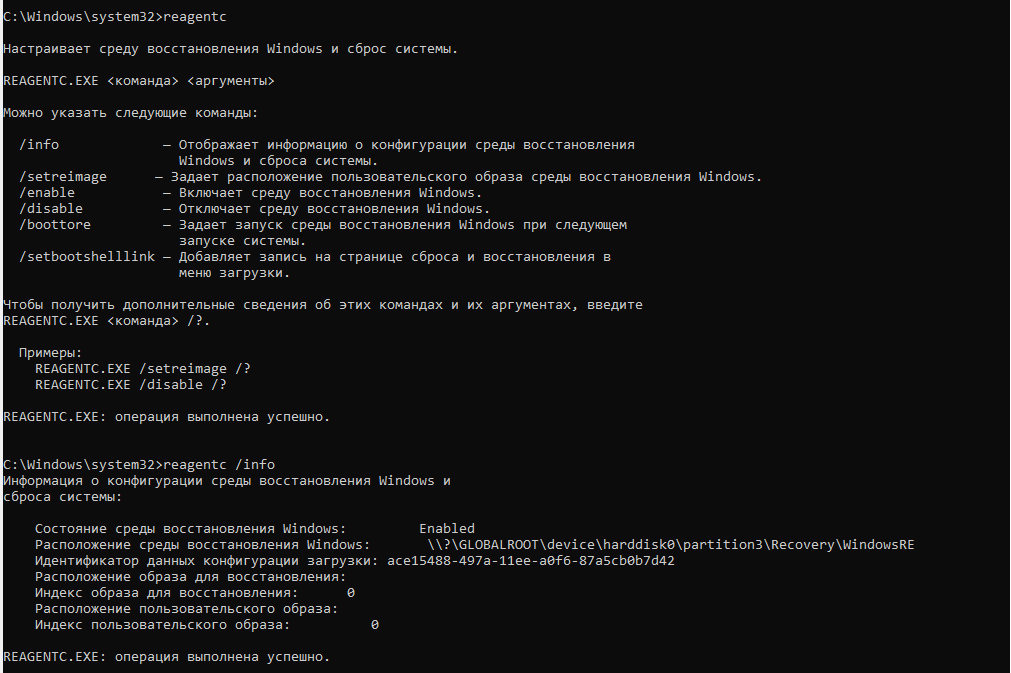 C:\Windows\system32>reagentc
Настраивает среду восстановления Windows и сброс системы.
REAGENTC.EXE <команда> <аргументы>
Можно указать следующие команды:
/info – Отображает информацию о конфигурации среды восстановления
Windows и сброса системы.
/setreimage – Задает расположение пользовательского образа среды восстановления Windows.
/enable – Включает среду восстановления Windows.
/disable – Отключает среду восстановления Windows.
/boottore – Задает запуск среды восстановления Windows при следующем
запуске системы.
/setbootshelllink – Добавляет запись на странице сброса и восстановления в
меню загрузки.
Чтобы получить дополнительные сведения об этих командах и их аргументах, введите
REAGENTC.EXE <команда> /?.
Примеры:
REAGENTC.EXE /setreimage /?
REAGENTC.EXE /disable /?
REAGENTC.EXE: операция выполнена успешно.
C:\Windows\system32>reagentc /info
Информация о конфигурации среды восстановления Windows и
сброса системы:
Состояние среды восстановления Windows: Enabled
Расположение среды восстановления Windows: \\?\GLOBALROOT\device\harddisk0\partition3\Recovery\WindowsRE
Идентификатор данных конфигурации загрузки: ace15488-497a-11ee-a0f6-87a5cb0b7d42
Расположение образа для восстановления:
Индекс образа для восстановления: 0
Расположение пользовательского образа:
Индекс пользовательского образа: 0
REAGENTC.EXE: операция выполнена успешно.